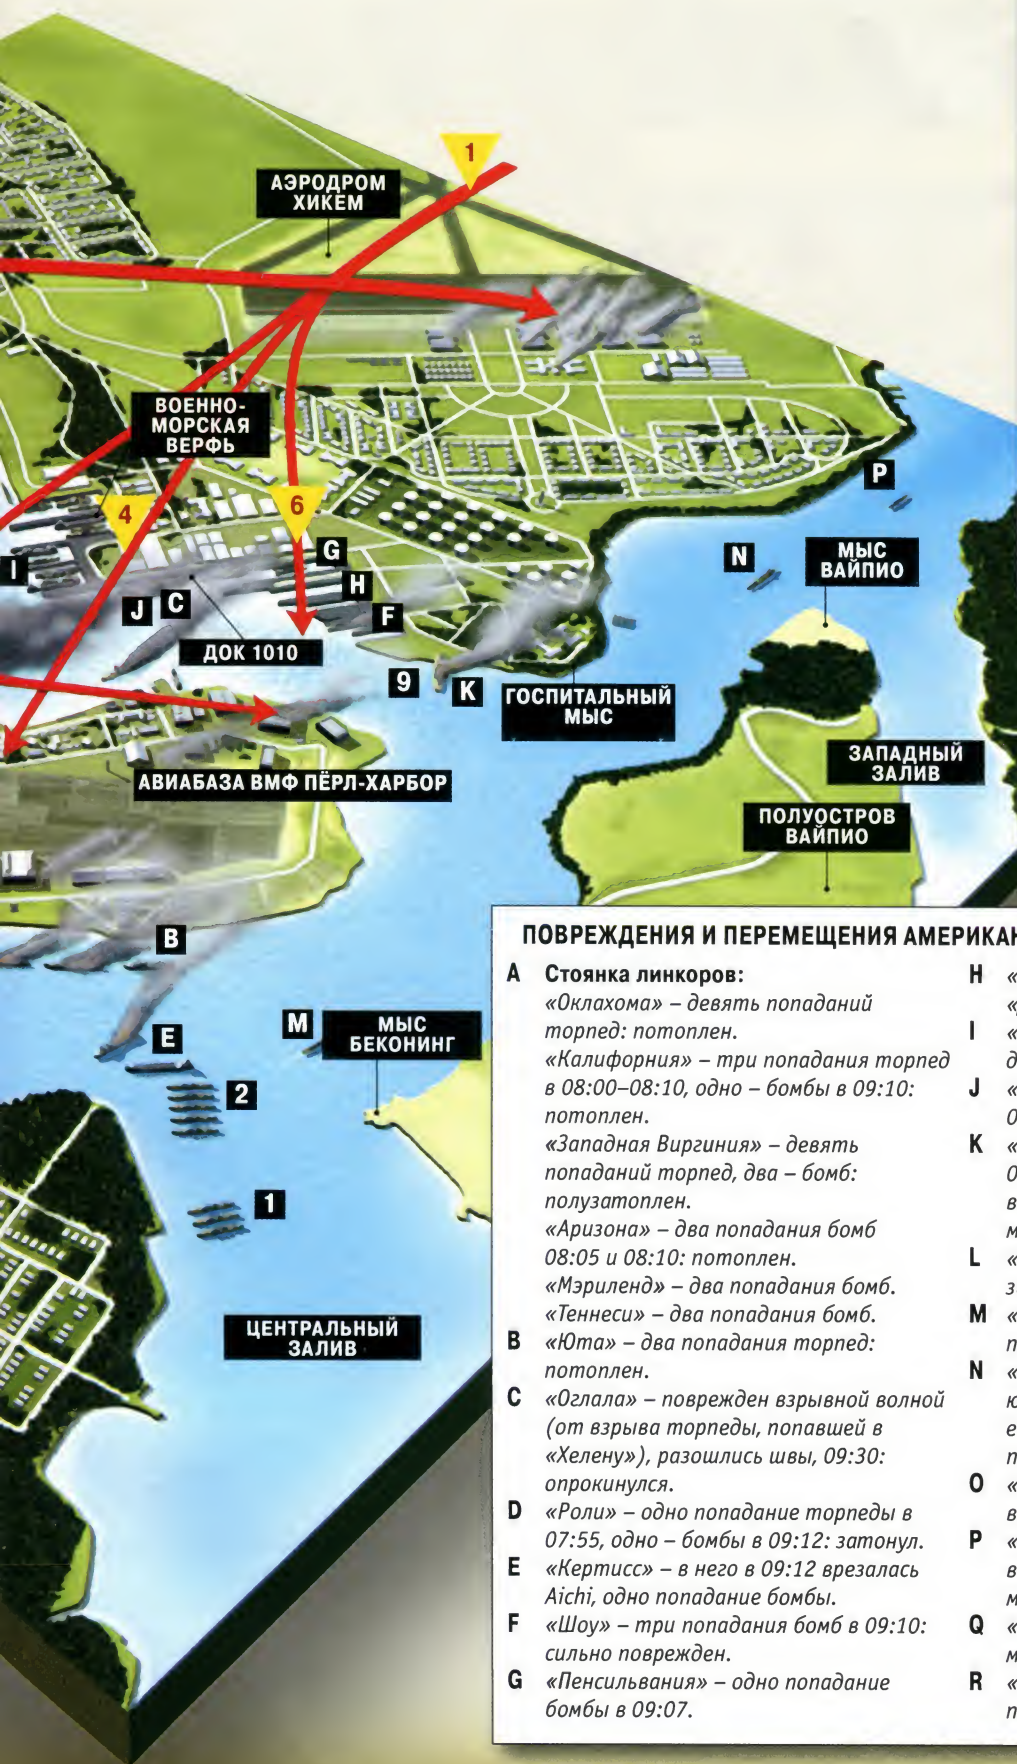 1
АЭРОДРОМ
ХИКЕМ
ВОЕННО-
МОРСКАЯ
ВЕРФЬ
4
6
P
G
N
МЫС
ВАЙПИО
I
H
J
C
F
ДОК 1010
9
K
ГОСПИТАЛЬНЫЙ
МЫС
ЗАПАДНЫЙ
ЗАЛИВ
АВИАБАЗА ВМФ ПЁРЛ-ХАРБОР
ПОЛУОСТРОВ
ВАЙПИО
B
M
МЫС
БЕКОНИНГ
E
2
1
ЦЕНТРАЛЬНЫЙ
ЗАЛИВ
ПОВРЕЖДЕНИЯ И ПЕРЕМЕЩЕНИЯ АМЕРИКАН
A Стоянка линкоров:
«Оклахома» – девять попаданий
торпед: потоплен.
«Калифорния» – три попадания торпед
в 08:00–08:10, одно – бомбы в 09:10:
потоплен.
«Западная Виргиния» – девять
попаданий торпед, два – бомб:
полузатоплен.
«Аризона» – два попадания бомб
08:05 и 08:10: потоплен.
«Мэриленд» – два попадания бомб.
«Теннеси» – два попадания бомб.
B «Юта» – два попадания торпед:
потоплен.
C «Оглала» – поврежден взрывной волной
(от взрыва торпеды, попавшей в
«Хелену»), разошлись швы, 09:30:
опрокинулся.
D «Роли» – одно попадание торпеды в
07:55, одно – бомбы в 09:12: затонул.
E «Кертисс» – в него в 09:12 врезалась
Aichi, одно попадание бомбы.
F «Шоу» – три попадания бомб в 09:10:
сильно поврежден.
G «Пенсильвания» – одно попадание
бомбы в 09:07.
H «
I «
J «
K «
L «
M «
N «
O «
P «
Q «
R «